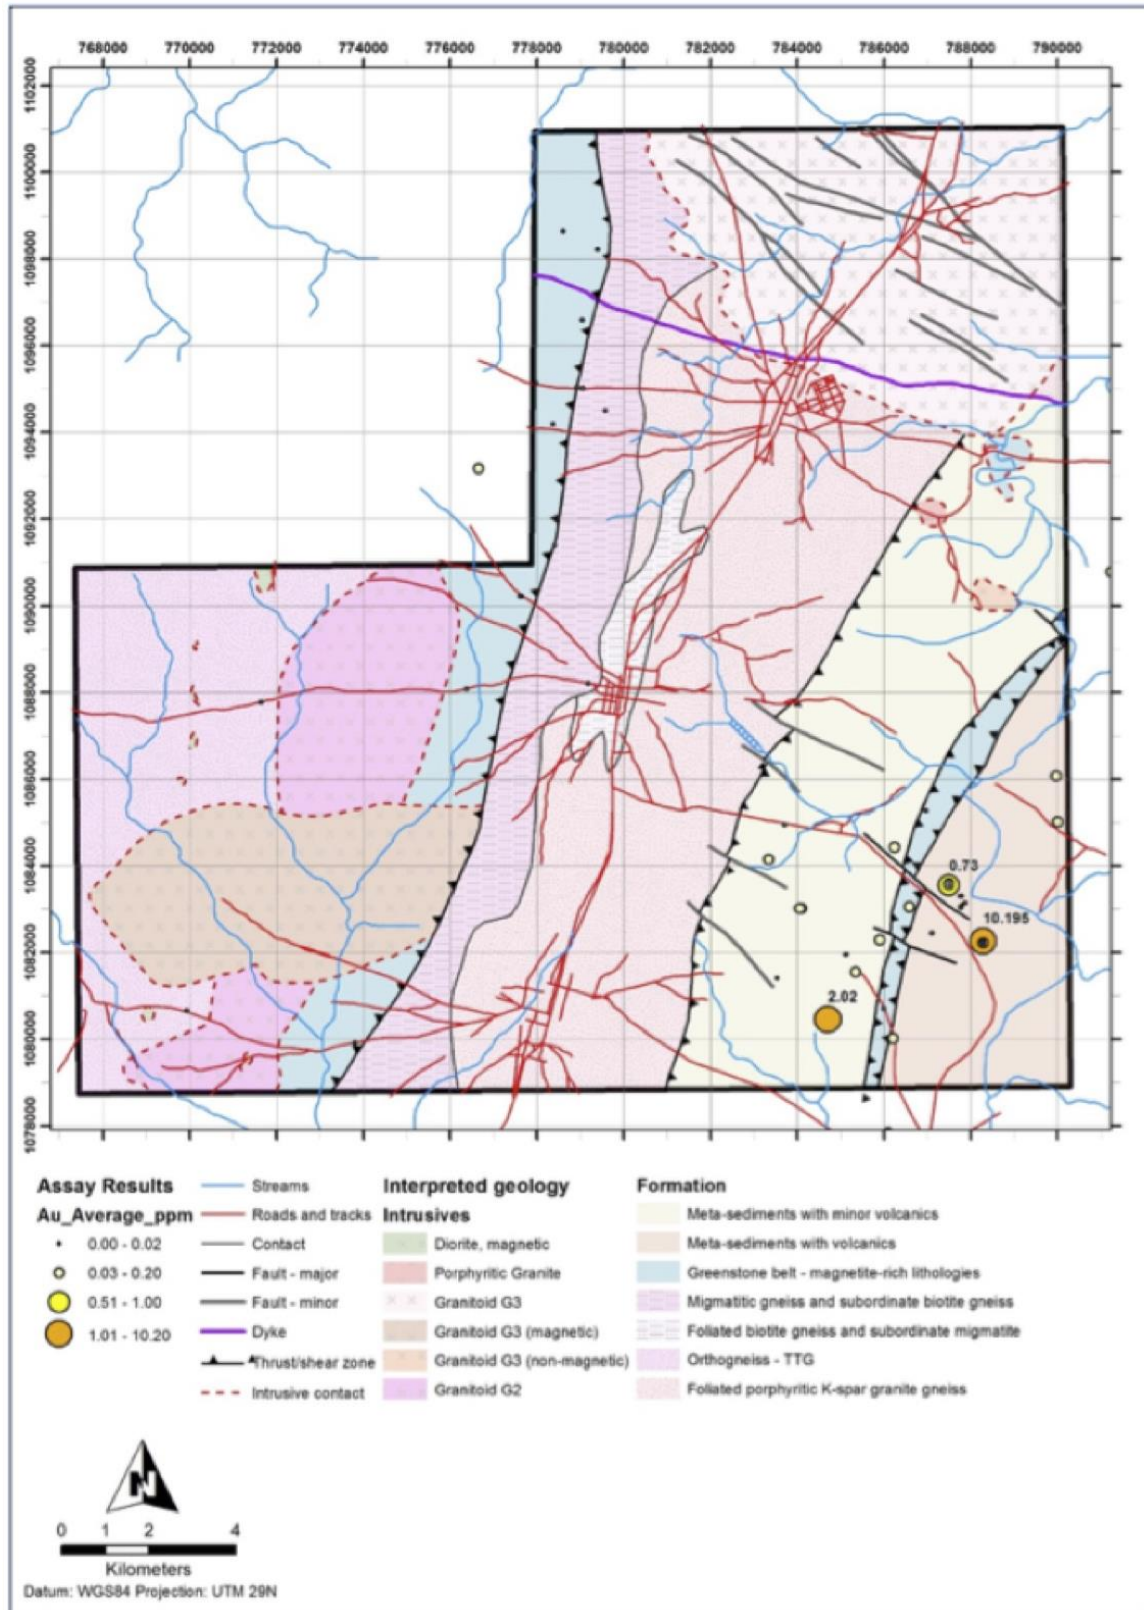 768000 770000 772000 774000 776000 778000 780000 782000 784000 786000 788000 790000
1102000
1100000
1098000
1096000
1094000
1092000
1090000
1088000
1086000
1084000
1082000
1080000
1078000
0.73
10.195
2.02
Assay Results
Au_Average_ppm
0.00 - 0.02
0.03 - 0.20
0.51 - 1.00
1.01 - 10.20
Streams
Roads and tracks
Contact
Fault - major
Fault - minor
Dyke
Thrust/shear zone
Intrusive contact
Interpreted geology
Intrusives
Diorite, magnetic
Porphyritic Granite
Granitoid G3
Granitoid G3 (magnetic)
Granitoid G3 (non-magnetic)
Granitoid G2
Formation
Meta-sediments with minor volcanics
Meta-sediments with volcanics
Greenstone belt - magnetite-rich lithologies
Migmatitic gneiss and subordinate biotite gneiss
Foliated biotite gneiss and subordinate migmatite
Orthogneiss - TTG
Foliated porphyritic K-spar granite gneiss
N
0 1 2 4
Kilometers
Datum: WGS84 Projection: UTM 29N